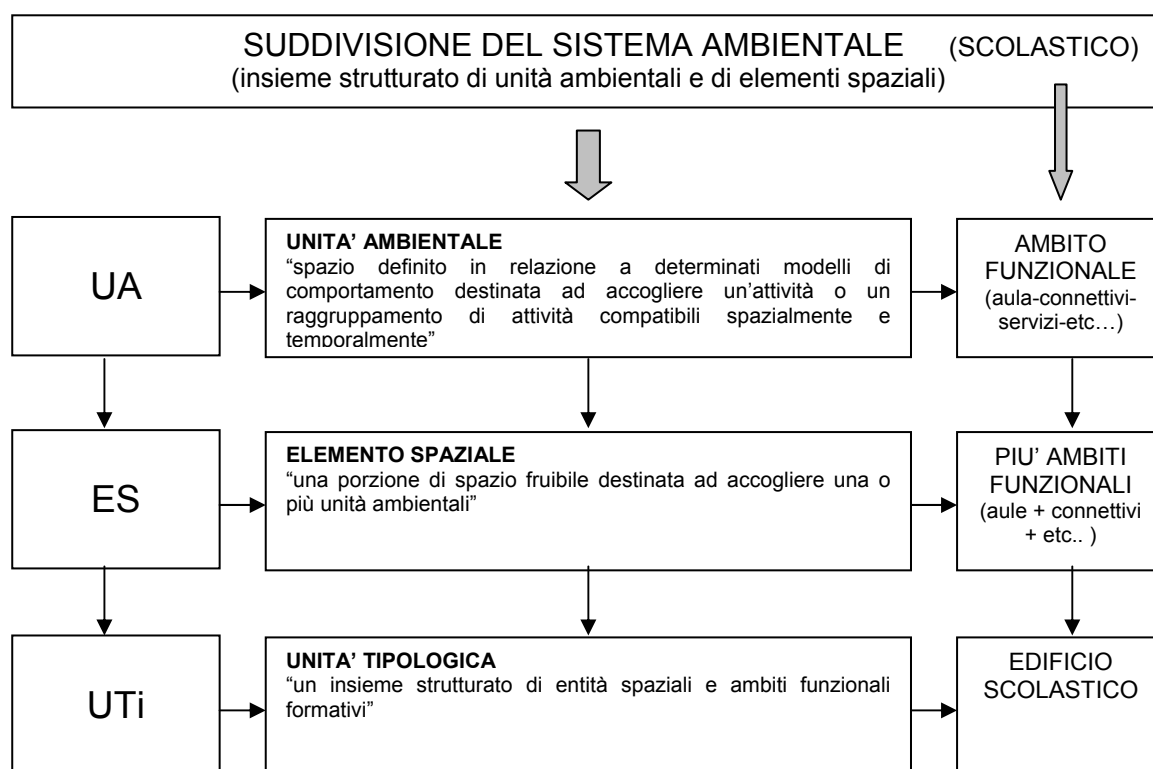 SUDDIVISIONE DEL SISTEMA AMBIENTALE (SCOLASTICO)
(insieme strutturato di unità ambientali e di elementi spaziali)
UA
UNITA’ AMBIENTALE
“spazio definito in relazione a determinati modelli di
comportamento destinata ad accogliere un’attività o un
raggruppamento di attività compatibili spazialmente e
temporalmente”
AMBITO
FUNZIONALE
(aula-connettivi-
servizi-etc…)
ES
ELEMENTO SPAZIALE
“una porzione di spazio fruibile destinata ad accogliere una o
più unità ambientali”
PIU’ AMBITI
FUNZIONALI
(aule + connettivi
+ etc.. )
UTi
UNITA’ TIPOLOGICA
“un insieme strutturato di entità spaziali e ambiti funzionali
formativi”
EDIFICIO
SCOLASTICO